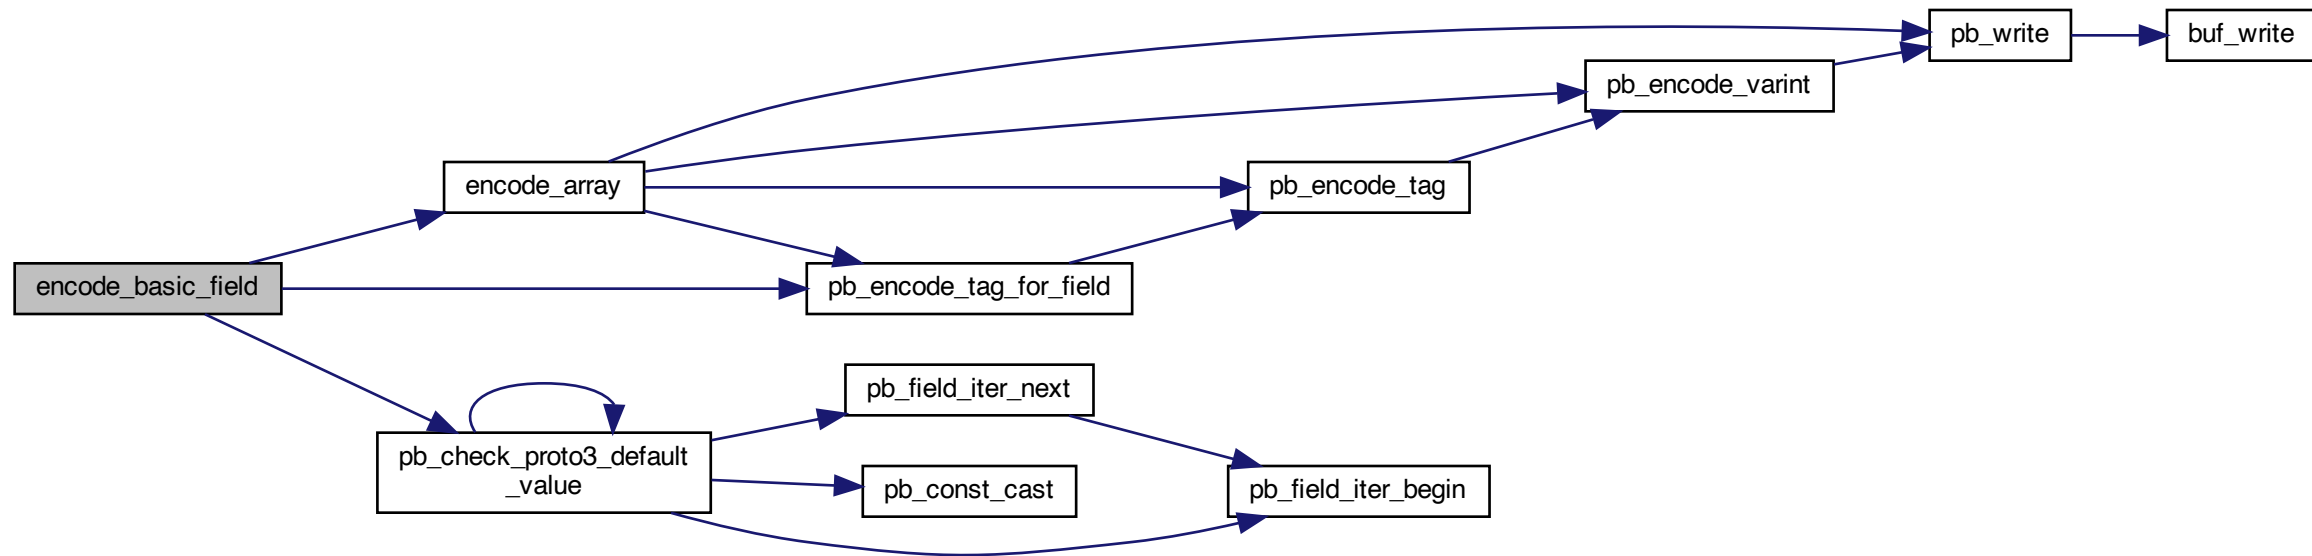 pb_write
buf_write
pb_encode_varint
encode_array
pb_encode_tag
encode_basic_field
pb_encode_tag_for_field
pb_field_iter_next
pb_check_proto3_default
_value
pb_const_cast
pb_field_iter_begin